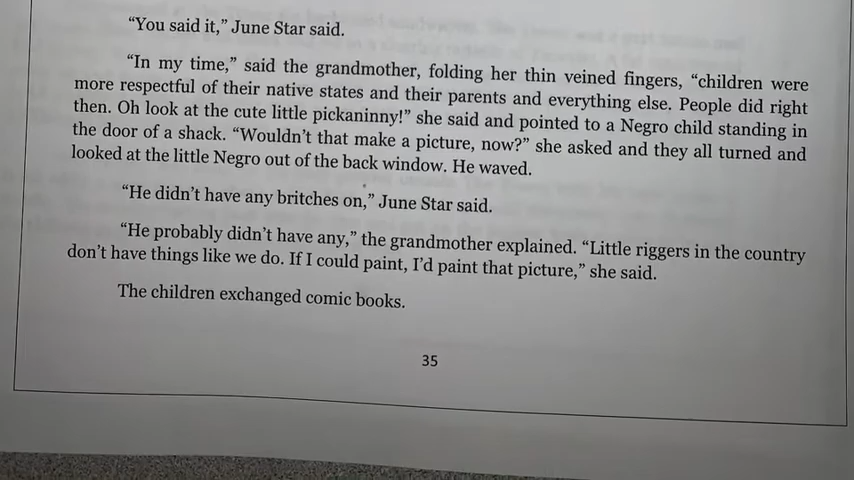 “You said it,” June Star said.
“In my time,” said the grandmother, folding her thin veined fingers, “children were
more respectful of their native states and their parents and everything else. People did right
then. Oh look at the cute little pickaninny!” she said and pointed to a Negro child standing in
the door of a shack. “Wouldn’t that make a picture, now?” she asked and they all turned and
looked at the little Negro out of the back window. He waved.
“He didn’t have any britches on,” June Star said.
“He probably didn’t have any,” the grandmother explained. “Little riggers in the country
don’t have things like we do. If I could paint, I’d paint that picture,” she said.
The children exchanged comic books.
35